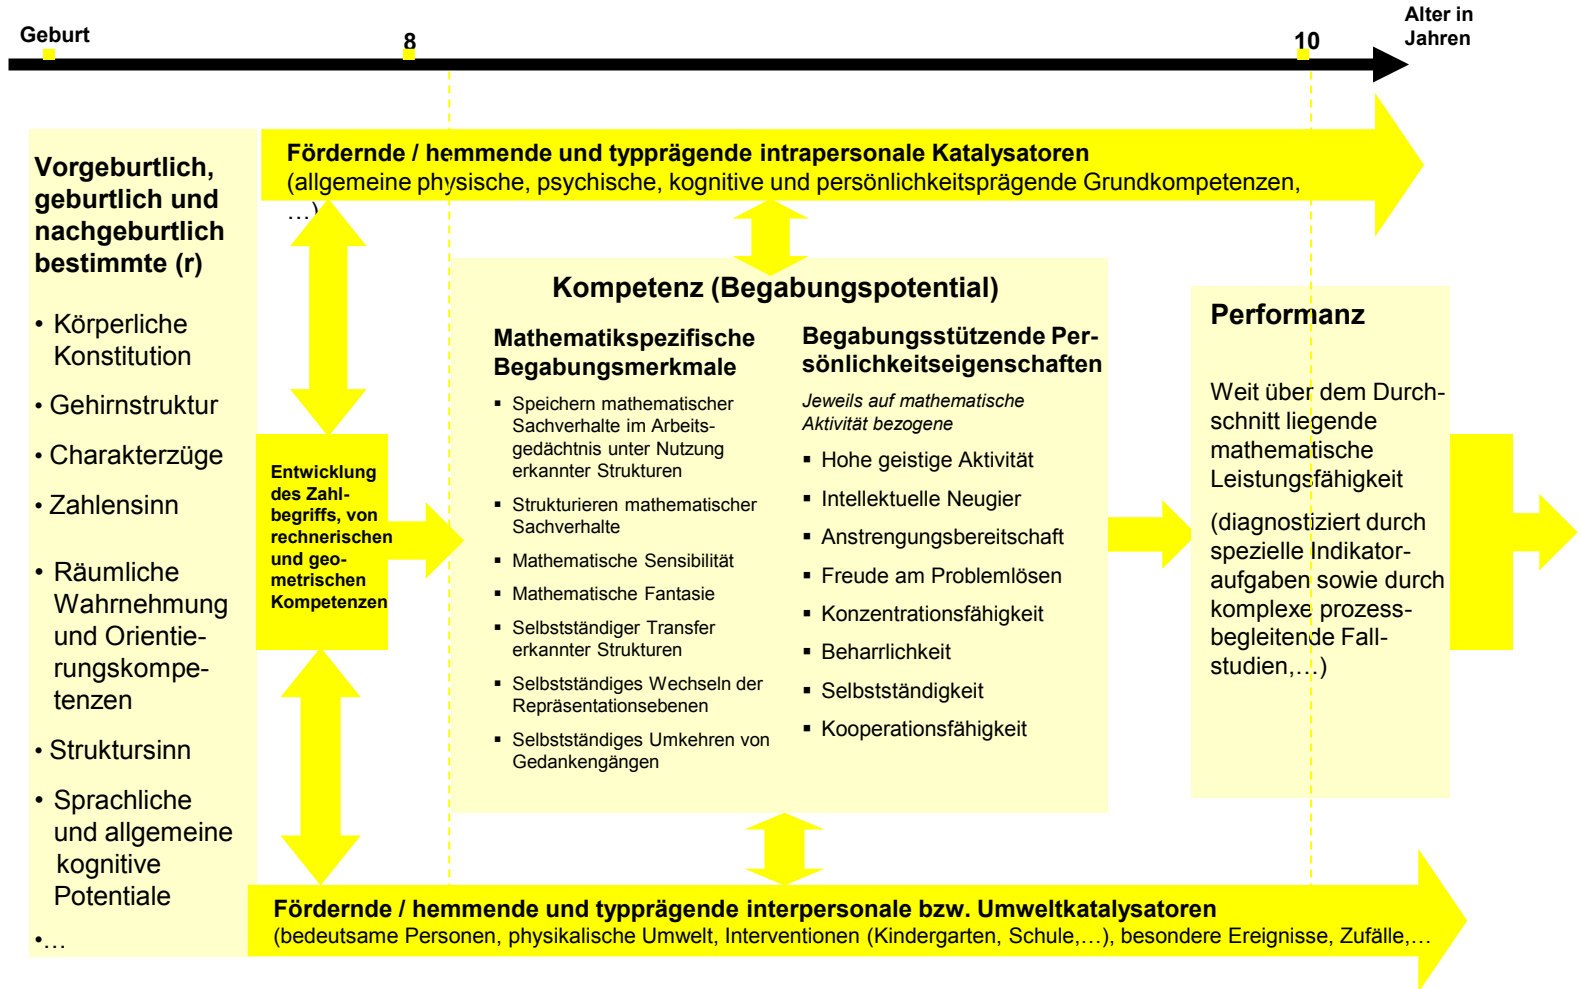 Geburt
8
10
Alter in
Jahren
Fördernde / hemmende und typprägende intrapersonale Katalysatoren
(allgemeine physische, psychische, kognitive und persönlichkeitsprägende Grundkompetenzen,
…)
Vorgeburtlich,
geburtlich und
nachgeburtlich
bestimmte (r)
• Körperliche
Konstitution
• Gehirnstruktur
• Charakterzüge
• Zahlensinn
• Räumliche
Wahrnehmung
und Orientie-
rungskompe-
tenzen
• Struktursinn
• Sprachliche
und allgemeine
kognitive
Potentiale
•…
Entwicklung
des Zahl-
begriffs, von
rechnerischen
und geo-
metrischen
Kompetenzen
Kompetenz (Begabungspotential)
Mathematikspezifische
Begabungsmerkmale
▪ Speichern mathematischer
Sachverhalte im Arbeits-
gedächtnis unter Nutzung
erkannter Strukturen
▪ Strukturieren mathematischer
Sachverhalte
▪ Mathematische Sensibilität
▪ Mathematische Fantasie
▪ Selbstständiger Transfer
erkannter Strukturen
▪ Selbstständiges Wechseln der
Repräsentationsebenen
▪ Selbstständiges Umkehren von
Gedankengängen
Begabungsstützende Per-
sönlichkeitseigenschaften
Jeweils auf mathematische
Aktivität bezogene
▪ Hohe geistige Aktivität
▪ Intellektuelle Neugier
▪ Anstrengungsbereitschaft
▪ Freude am Problemlösen
▪ Konzentrationsfähigkeit
▪ Beharrlichkeit
▪ Selbstständigkeit
▪ Kooperationsfähigkeit
Performanz
Weit über dem Durch-
schnitt liegende
mathematische
Leistungsfähigkeit
(diagnostiziert durch
spezielle Indikator-
aufgaben sowie durch
komplexe prozess-
begleitende Fall-
studien,…)
Fördernde / hemmende und typprägende interpersonale bzw. Umweltkatalysatoren
(bedeutsame Personen, physikalische Umwelt, Interventionen (Kindergarten, Schule,…), besondere Ereignisse, Zufälle,…